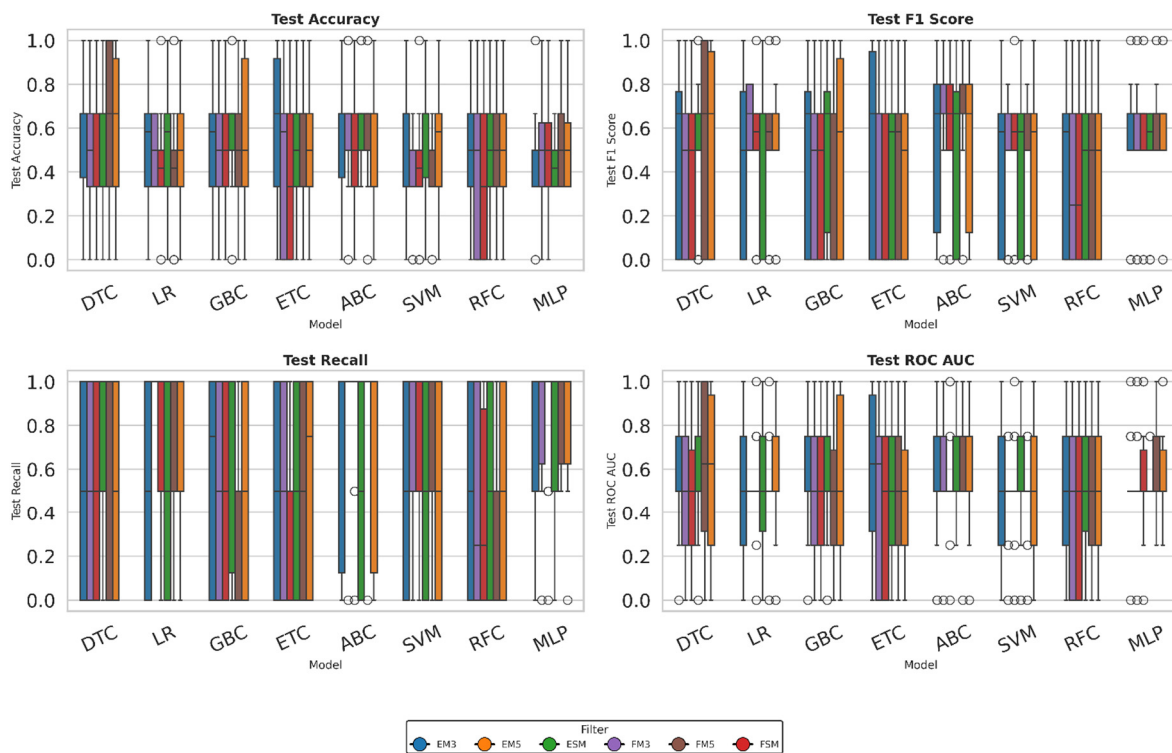 Test Accuracy
Test Accuracy
1.0
0.8
0.6
0.4
0.2
0.0
DTC LR GBC ETC ABC SVM RFC MLP
Model
Test F1 Score
Test F1 Score
1.0
0.8
0.6
0.4
0.2
0.0
DTC LR GBC ETC ABC SVM RFC MLP
Model
Test Recall
Test Recall
1.0
0.8
0.6
0.4
0.2
0.0
DTC LR GBC ETC ABC SVM RFC MLP
Model
Test ROC AUC
Test ROC AUC
1.0
0.8
0.6
0.4
0.2
0.0
DTC LR GBC ETC ABC SVM RFC MLP
Model
Filter
EM3 EM5 ESM FM3 FM5 FSM